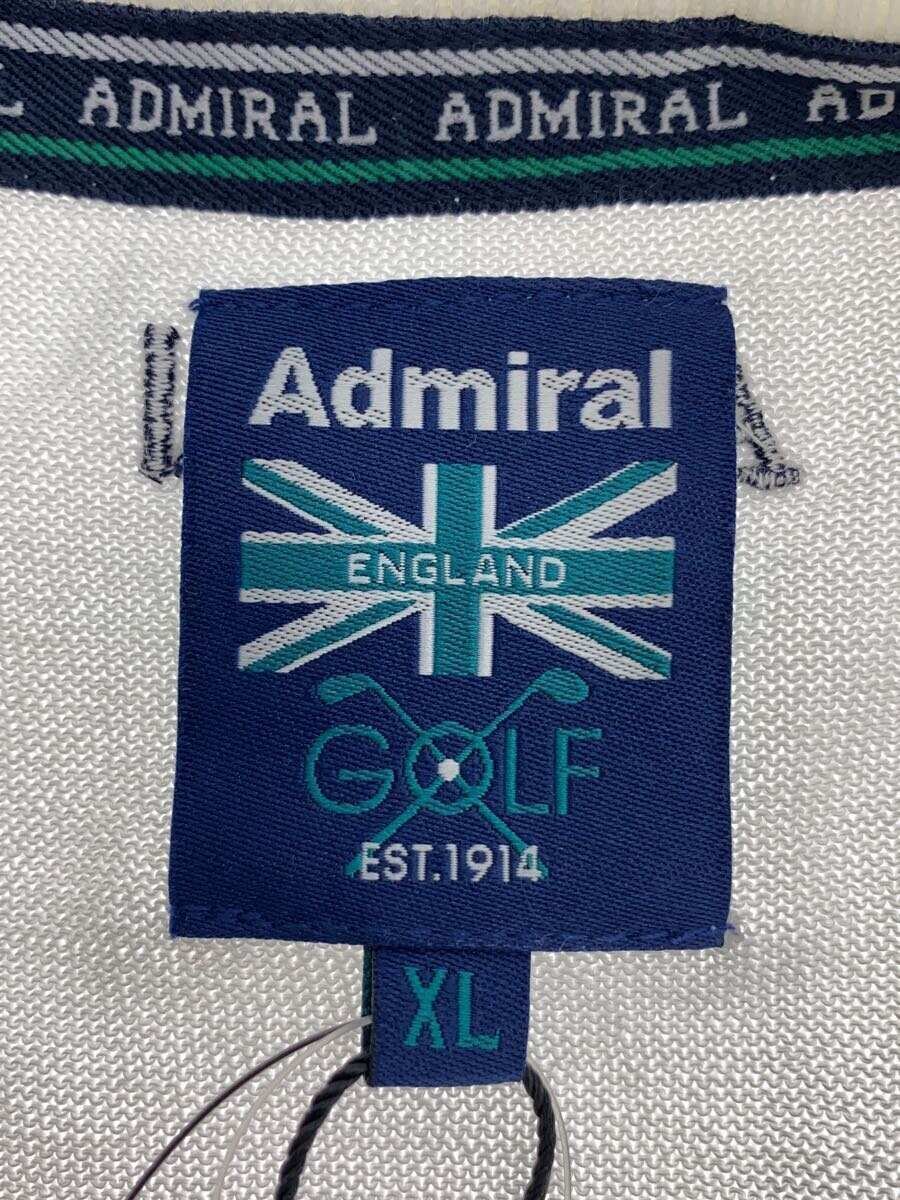 ADMIRAL ADMIRAL AD
Admiral
ENGLAND
GOLF
EST.1914
XL